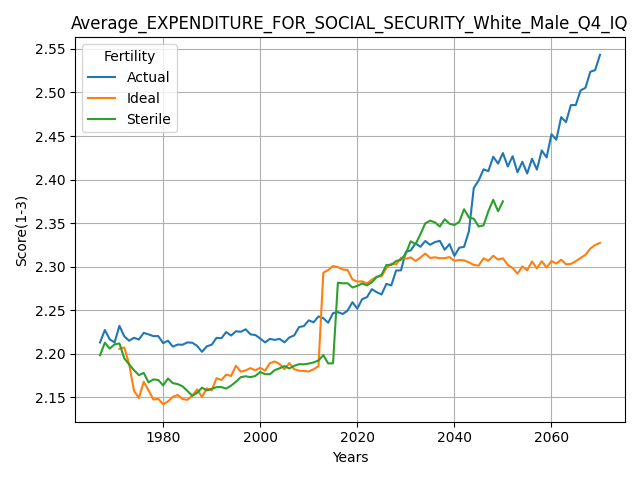 Average_EXPENDITURE_FOR_SOCIAL_SECURITY_White_Male_Q4_IQ
Fertility
Actual
Ideal
Sterile
2.55
2.50
2.45
2.40
2.35
2.30
2.25
2.20
2.15
Score(1-3)
1980
2000
2020
2040
2060
Years